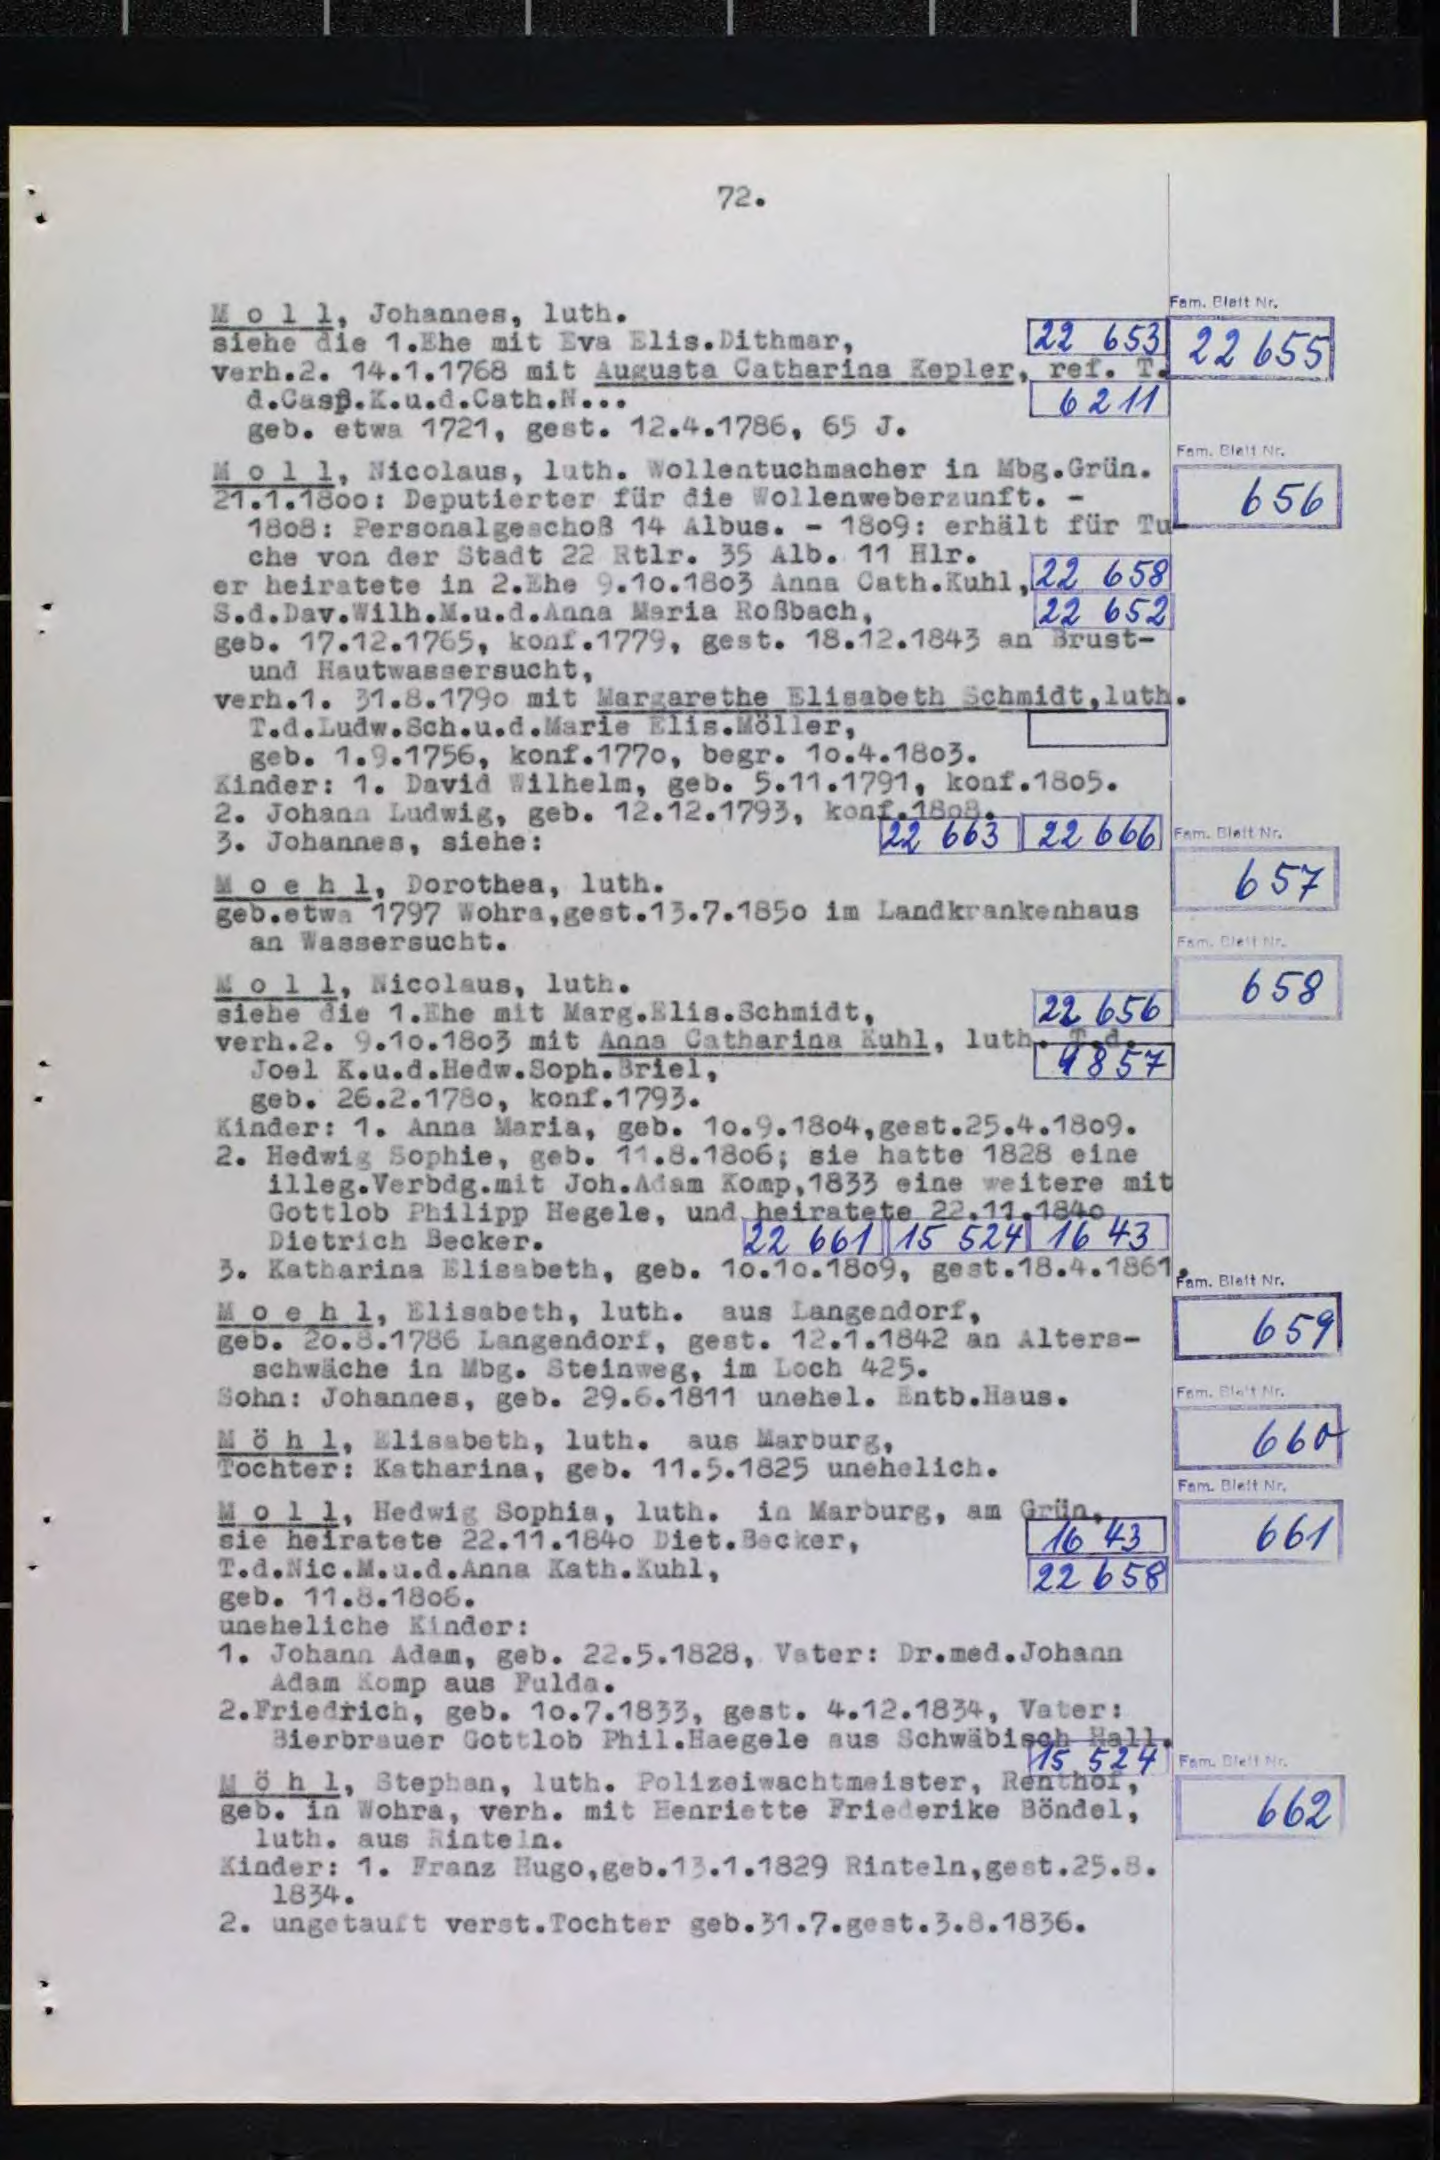 72.
M o l l, Johannes, luth.
Fam. Blatt Nr.
siehe die 1.Ehe mit Eva Elis.Dithmar, 22 653 22 655
verh.2. 14.1.1768 mit Augusta Catharina Kepler, ref. T.
d.Casp.K.u.d.Cath.N... 6211
geb. etwa 1721, gest. 12.4.1786, 65 J.
Fam. Blatt Nr.
M o l l, Nicolaus, luth. Wollentuchmacher in Mbg.Grün.
21.1.1800: Deputierter für die Wollenweberzunft. - 656
1808: Personalgeschoß 14 Albus. - 1809: erhält für Tu-
che von der Stadt 22 Rtlr. 35 Alb. 11 Hlr.
er heiratete in 2.Ehe 9.10.1803 Anna Cath.Kuhl, 22 658
S.d.Dav.Wilh.M.u.d.Anna Maria Roßbach, 22 652
geb. 17.12.1765, konf.1779, gest. 18.12.1843 an Brust-
und Hautwassersucht,
verh.1. 31.8.1790 mit Margarethe Elisabeth Schmidt,luth.
T.d.Ludw.Sch.u.d.Marie Elis.Möller,
geb. 1.9.1756, konf.1770, begr. 10.4.1803.
Kinder: 1. David Wilhelm, geb. 5.11.1791, konf.1805.
2. Johann Ludwig, geb. 12.12.1793, konf.1808.
3. Johannes, siehe: 22 663 22 666 Fam. Blatt Nr.
M o e h l, Dorothea, luth. 657
geb.etwa 1797 Wohra,gest.13.7.1850 im Landkrankenhaus
an Wassersucht. Fam. Blatt Nr.
M o l l, Nicolaus, luth. 658
siehe die 1.Ehe mit Marg.Elis.Schmidt, 22 656
verh.2. 9.10.1803 mit Anna Catharina Kuhl, luth. T.d.
Joel K.u.d.Hedw.Soph.Briel, 9857
geb. 26.2.1780, konf.1793.
Kinder: 1. Anna Maria, geb. 10.9.1804,gest.25.4.1809.
2. Hedwig Sophie, geb. 11.8.1806; sie hatte 1828 eine
illeg.Verbdg.mit Joh.Adam Komp,1833 eine weitere mit
Gottlob Philipp Hegele, und heiratete 22.11.1840
Dietrich Becker. 22 661 15 524 16 43
3. Katharina Elisabeth, geb. 10.10.1809, gest.18.4.1861.
Fam. Blatt Nr.
M o e h l, Elisabeth, luth. aus Langendorf,
geb. 20.8.1786 Langendorf, gest. 12.1.1842 an Alters- 659
schwäche in Mbg. Steinweg, im Loch 425.
Sohn: Johannes, geb. 29.6.1811 unehel. Entb.Haus. Fam. Blatt Nr.
M ö h l, Elisabeth, luth. aus Marburg, 660
Tochter: Katharina, geb. 11.5.1825 unehelich.
Fam. Blatt Nr.
M o l l, Hedwig Sophia, luth. in Marburg, am Grün,
sie heiratete 22.11.1840 Diet.Becker, 16 43 661
T.d.Nic.M.u.d.Anna Kath.Kuhl, 22 658
geb. 11.8.1806.
uneheliche Kinder:
1. Johann Adam, geb. 22.5.1828, Vater: Dr.med.Johann
Adam Komp aus Fulda.
2.Friedrich, geb. 10.7.1833, gest. 4.12.1834, Vater:
Bierbrauer Gottlob Phil.Haegele aus Schwäbisch Hall.
15 524 Fam. Blatt Nr.
M ö h l, Stephan, luth. Polizeiwachtmeister, Renthof,
geb. in Wohra, verh. mit Henriette Friederike Böndel, 662
luth. aus Rinteln.
Kinder: 1. Franz Hugo,geb.13.1.1829 Rinteln,gest.25.8.
1834.
2. ungetauft verst.Tochter geb.31.7.gest.3.8.1836.